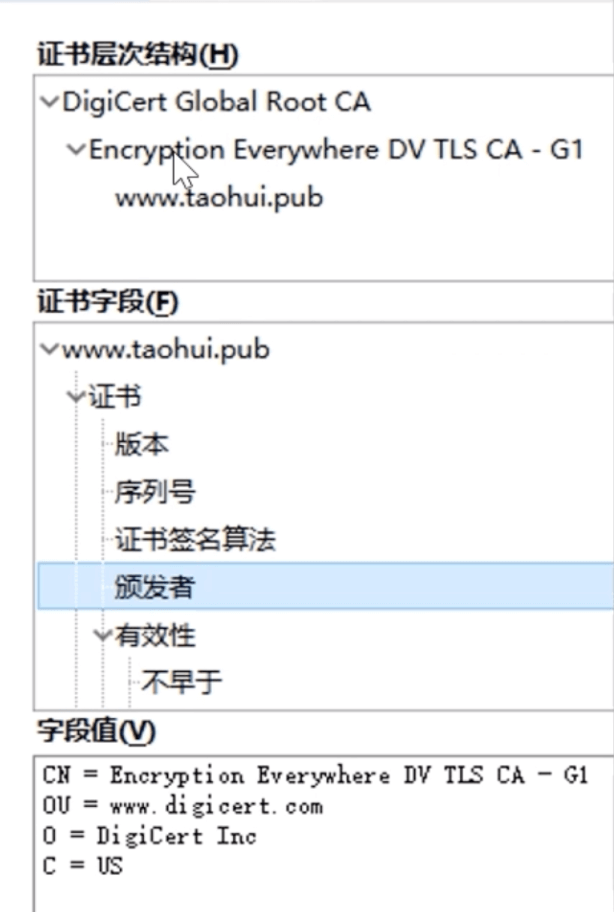 证书层次结构(H)
DigiCert Global Root CA
Encryption Everywhere DV TLS CA - G1
www.taohui.pub
证书字段(F)
www.taohui.pub
证书
版本
序列号
证书签名算法
颁发者
有效性
不早于
字段值(V)
CN = Encryption Everywhere DV TLS CA - G1
OU = www.digicert.com
O = DigiCert Inc
C = US